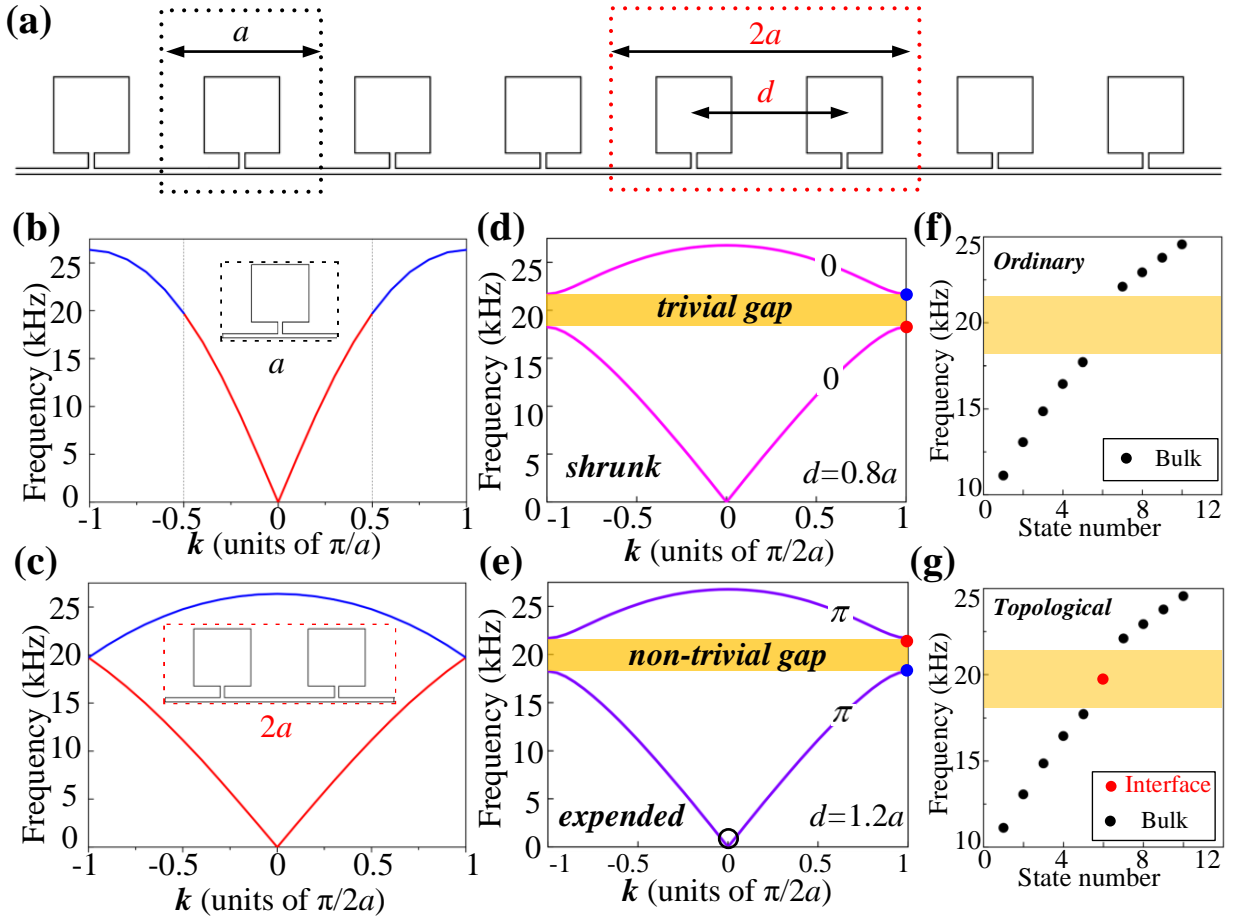 (a)
a
2a
d
(b)
Frequency (kHz)
25
20
15
10
5
0
a
-1 -0.5 0 0.5 1
k (units of π/a)
(d)
Frequency (kHz)
25
20
15
10
5
0
0
trivial gap
0
shrunk
d=0.8a
-1 -0.5 0 0.5 1
k (units of π/2a)
(f)
Frequency (kHz)
25
20
15
10
Ordinary
Bulk
0 4 8 12
State number
(c)
Frequency (kHz)
25
20
15
10
5
0
2a
-1 -0.5 0 0.5 1
k (units of π/2a)
(e)
Frequency (kHz)
25
20
15
10
5
0
π
non-trivial gap
π
expended
d=1.2a
-1 -0.5 0 0.5 1
k (units of π/2a)
(g)
Frequency (kHz)
25
20
15
10
Topological
Interface
Bulk
0 4 8 12
State number